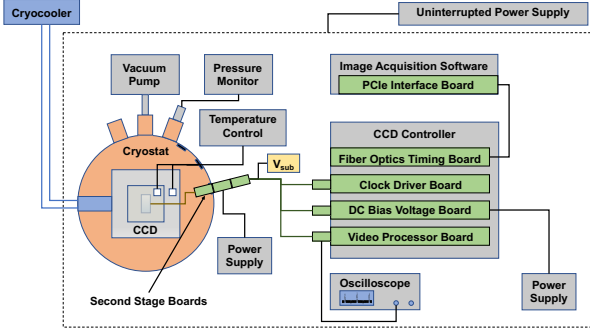 Cryocooler
Uninterrupted Power Supply
Vacuum
Pump
Pressure
Monitor
Image Acquisition Software
PCIe Interface Board
Temperature
Control
CCD Controller
Cryostat
Fiber Optics Timing Board
V_sub
Clock Driver Board
DC Bias Voltage Board
CCD
Video Processor Board
Power
Supply
Oscilloscope
Power
Supply
Second Stage Boards